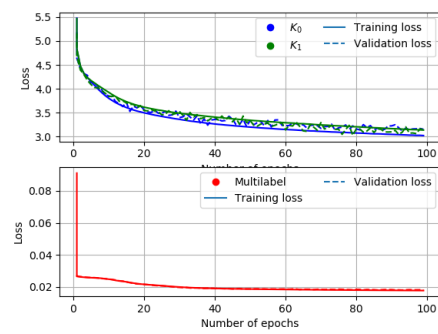 5.5
5.0
4.5
4.0
3.5
3.0
Loss
K0
K1
Training loss
Validation loss
0 20 40 60 80 100
Number of epochs
0.08
0.06
0.04
0.02
Loss
Multilabel
Training loss
Validation loss
0 20 40 60 80 100
Number of epochs